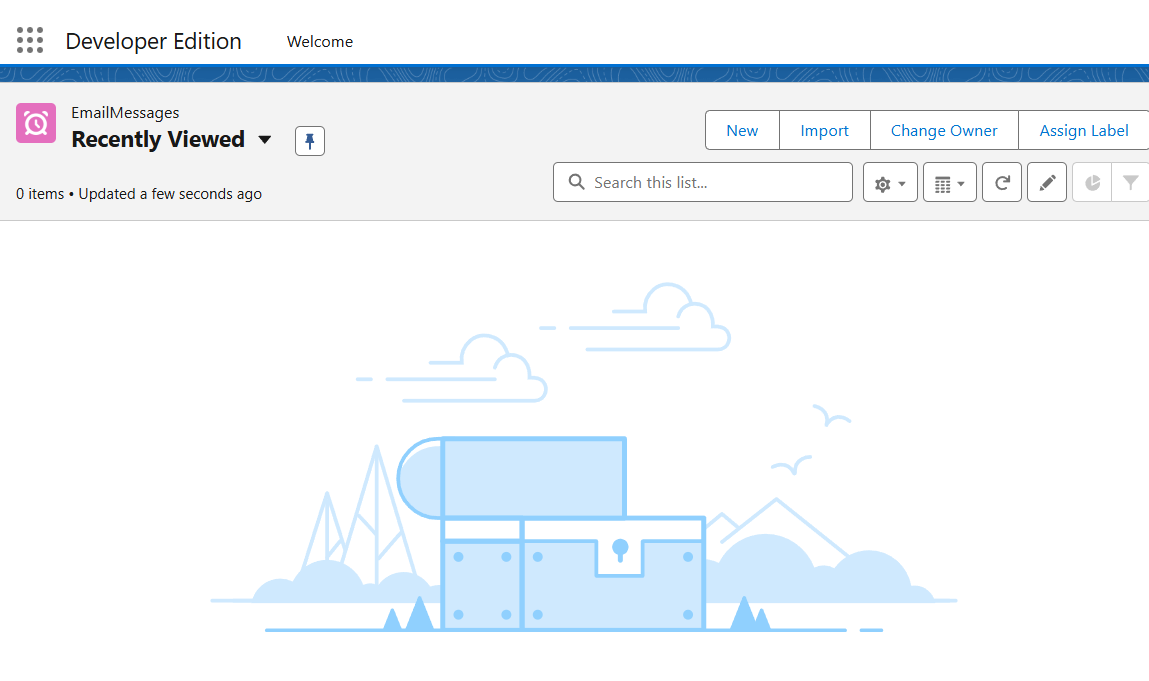 Developer Edition
Welcome
EmailMessages
Recently Viewed
New
Import
Change Owner
Assign Label
Search this list...
0 items • Updated a few seconds ago